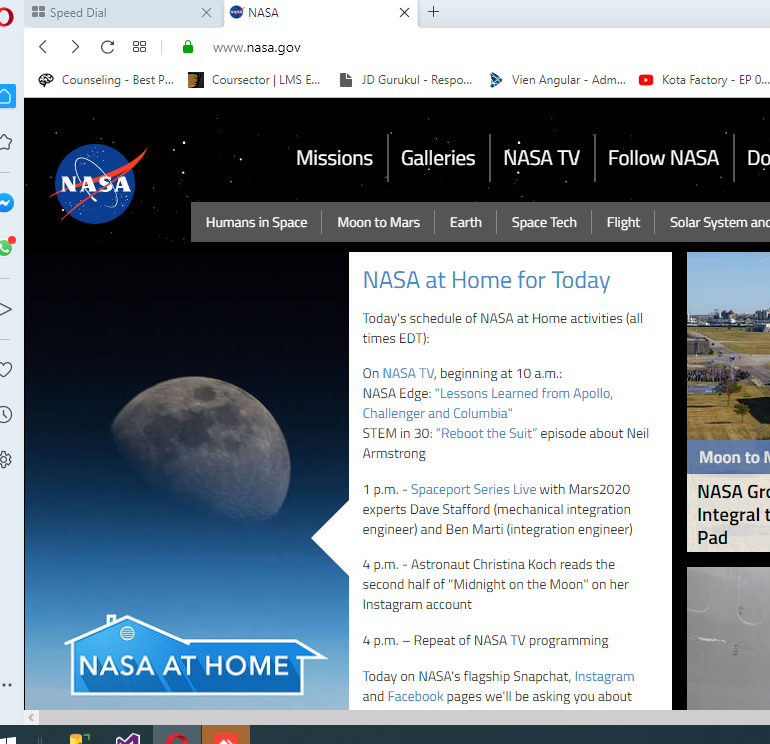 Speed Dial
NASA
www.nasa.gov
Counseling - Best P...
Coursector | LMS E...
JD Gurukul - Respo...
Vien Angular - Adm...
Kota Factory - EP 0...
NASA
Missions
Galleries
NASA TV
Follow NASA
Do
Humans in Space
Moon to Mars
Earth
Space Tech
Flight
Solar System and
NASA at Home for Today
Today's schedule of NASA at Home activities (all
times EDT):
On NASA TV, beginning at 10 a.m.:
NASA Edge: "Lessons Learned from Apollo,
Challenger and Columbia"
STEM in 30: “Reboot the Suit” episode about Neil
Armstrong
1 p.m. - Spaceport Series Live with Mars2020
experts Dave Stafford (mechanical integration
engineer) and Ben Marti (integration engineer)
4 p.m. - Astronaut Christina Koch reads the
second half of "Midnight on the Moon" on her
Instagram account
4 p.m. – Repeat of NASA TV programming
Today on NASA's flagship Snapchat, Instagram
and Facebook pages we'll be asking you about
NASA AT HOME
Moon to M
NASA Gro
Integral t
Pad